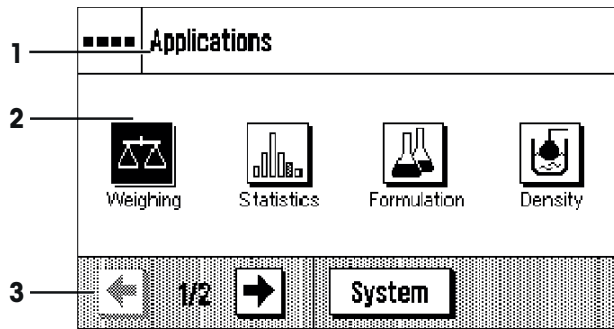 1
Applications
2
Weighing Statistics Formulation Density
3
1/2 System